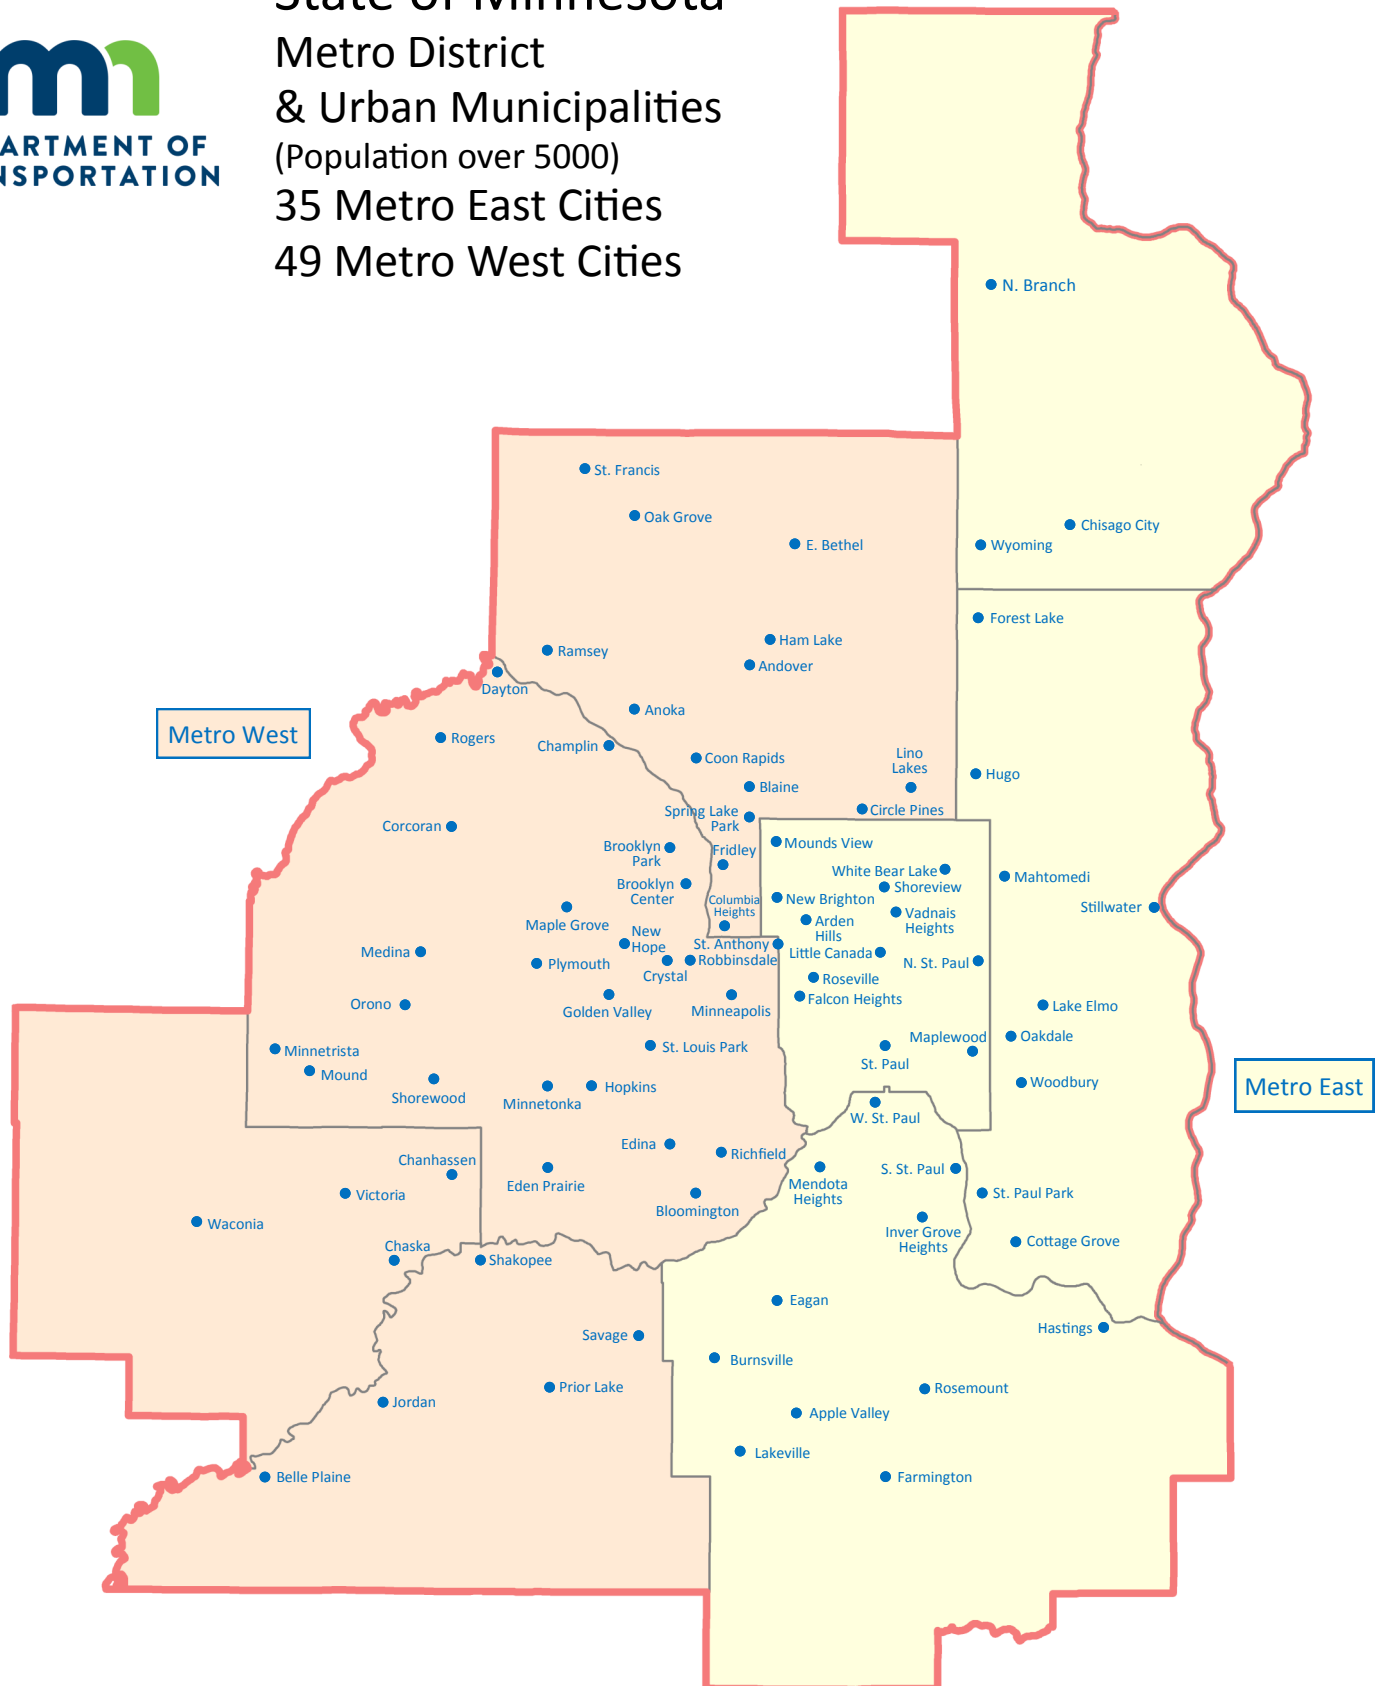 State of Minnesota
Metro District
& Urban Municipalities
(Population over 5000)
35 Metro East Cities
49 Metro West Cities
mn
ARTMENT OF
NSPORTATION
N. Branch
St. Francis
Oak Grove
E. Bethel
Chisago City
Wyoming
Forest Lake
Ham Lake
Ramsey
Andover
Dayton
Anoka
Metro West
Rogers
Champlin
Coon Rapids
Lino
Lakes
Hugo
Blaine
Circle Pines
Spring Lake
Park
Corcoran
Mounds View
Brooklyn
Park
Fridley
White Bear Lake
Mahtomedi
Brooklyn
Center
Shoreview
Columbia
Heights
New Brighton
Stillwater
Vadnais
Heights
Arden
Hills
Maple Grove
New
Hope
St. Anthony
Medina
Little Canada
Plymouth
Robbinsdale
N. St. Paul
Crystal
Roseville
Falcon Heights
Orono
Golden Valley
Minneapolis
Lake Elmo
Maplewood
Oakdale
St. Louis Park
Minnetrista
St. Paul
Mound
Woodbury
Metro East
Hopkins
Shorewood
Minnetonka
W. St. Paul
Edina
Richfield
Chanhassen
S. St. Paul
Eden Prairie
Mendota
Heights
Victoria
St. Paul Park
Bloomington
Waconia
Inver Grove
Heights
Cottage Grove
Chaska
Shakopee
Eagan
Hastings
Savage
Burnsville
Prior Lake
Rosemount
Jordan
Apple Valley
Lakeville
Belle Plaine
Farmington